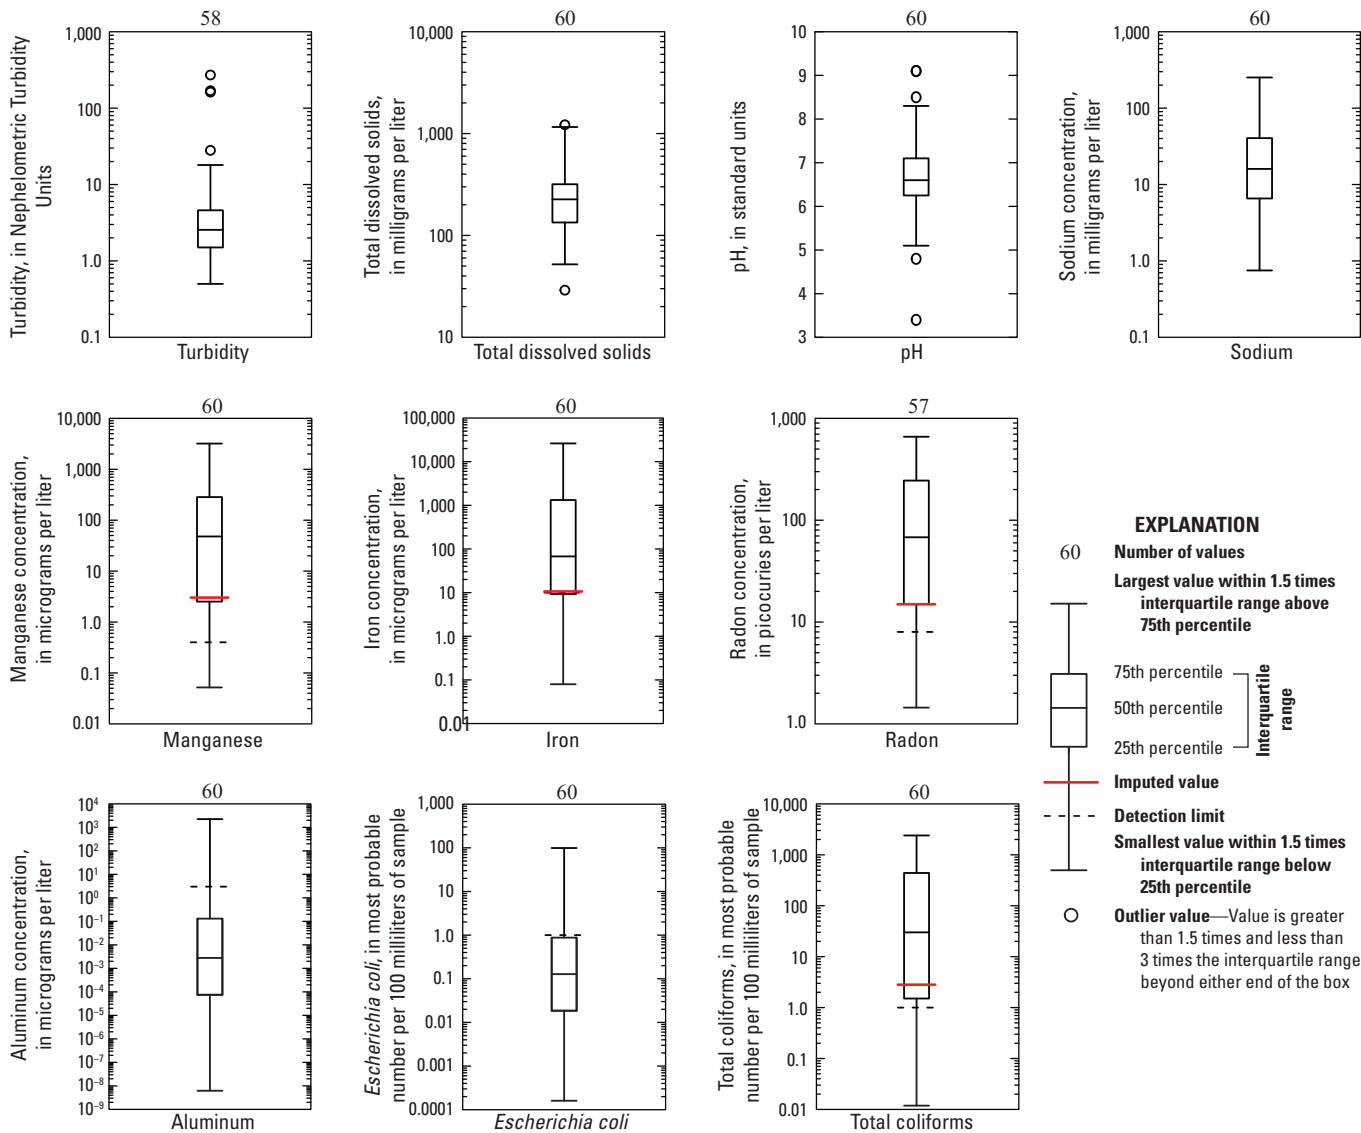 58
Turbidity, in Nephelometric Turbidity
Units
1,000
100
10
1.0
0.1
Turbidity
60
Total dissolved solids,
in milligrams per liter
10,000
1,000
100
10
Total dissolved solids
60
pH, in standard units
10
9
8
7
6
5
4
3
pH
60
Sodium concentration,
in milligrams per liter
1,000
100
10
1.0
0.1
Sodium
60
Manganese concentration,
in micrograms per liter
10,000
1,000
100
10
1.0
0.1
0.01
Manganese
60
Iron concentration,
in micrograms per liter
100,000
10,000
1,000
100
10
1.0
0.1
0.01
Iron
57
Radon concentration,
in picocuries per liter
1,000
100
10
1.0
Radon
60
Aluminum concentration,
in micrograms per liter
10⁴
10³
10²
10¹
10⁰
10⁻¹
10⁻²
10⁻³
10⁻⁴
10⁻⁵
10⁻⁶
10⁻⁷
10⁻⁸
10⁻⁹
Aluminum
60
Escherichia coli, in most probable
number per 100 milliliters of sample
1,000
100
10
1.0
0.1
0.01
0.001
0.0001
Escherichia coli
60
Total coliforms, in most probable
number per 100 milliliters of sample
10,000
1,000
100
10
1.0
0.1
0.01
Total coliforms
EXPLANATION
60 Number of values
Largest value within 1.5 times
interquartile range above
75th percentile
75th percentile
50th percentile
25th percentile
Interquartile
range
Imputed value
Detection limit
Smallest value within 1.5 times
interquartile range below
25th percentile
Outlier value—Value is greater
than 1.5 times and less than
3 times the interquartile range
beyond either end of the box